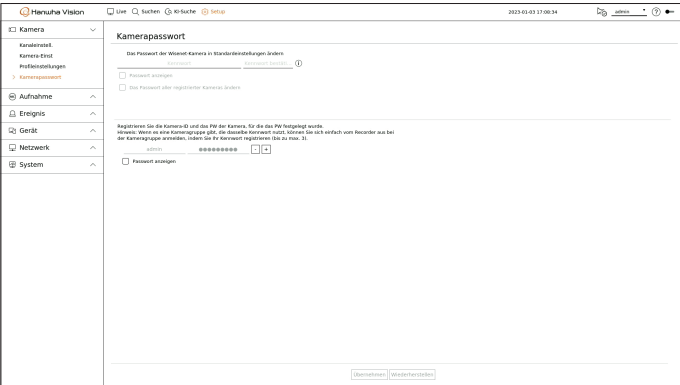 Hanwha Vision
Live Suchen KI-Suche Setup
2023-01-03 17:08:34
admin
Kamera
Kanaleinstell.
Kamera-Einst
Profileinstellungen
> Kamerapasswort
Aufnahme
Ereignis
Gerät
Netzwerk
System
Kamerapasswort
Das Passwort der Wisenet-Kamera in Standardeinstellungen ändern
Kennwort
Kennwort bestäti...
Passwort anzeigen
Das Passwort aller registrierter Kameras ändern
Registrieren Sie die Kamera-ID und das PW der Kamera, für die das PW festgelegt wurde.
Hinweis: Wenn es eine Kameragruppe gibt, die dasselbe Kennwort nutzt, können Sie sich einfach vom Recorder aus bei
der Kameragruppe anmelden, indem Sie Ihr Kennwort registrieren (bis zu max. 3).
admin ●●●●●●●●● - +
Passwort anzeigen
Übernehmen Wiederherstellen